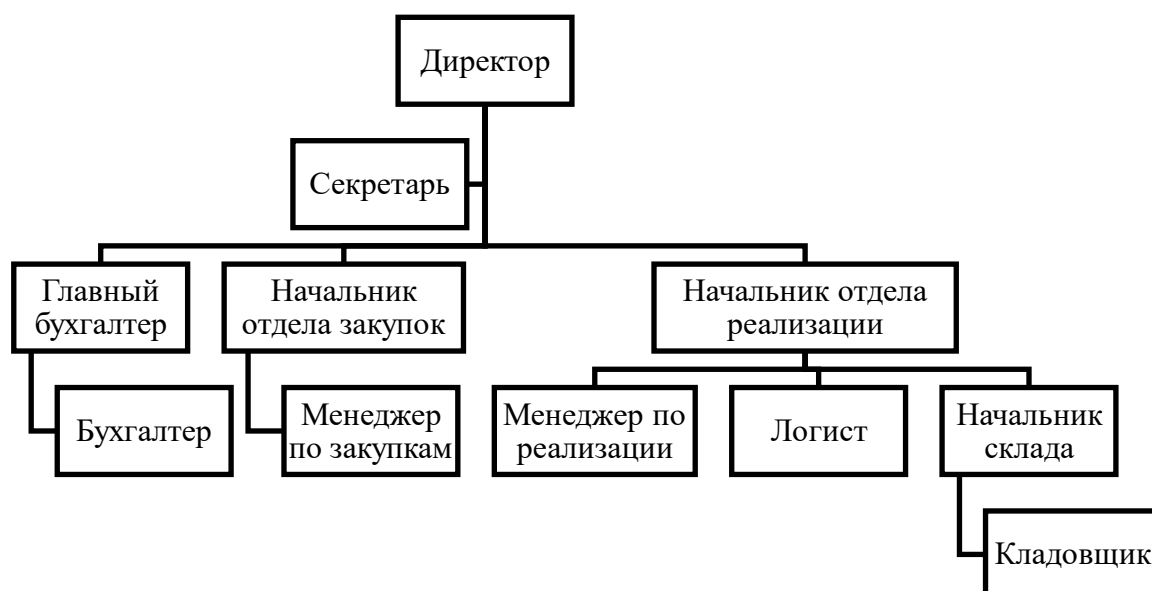 Директор
Секретарь
Главный
бухгалтер
Начальник
отдела закупок
Начальник отдела
реализации
Бухгалтер
Менеджер
по закупкам
Менеджер по
реализации
Логист
Начальник
склада
Кладовщик